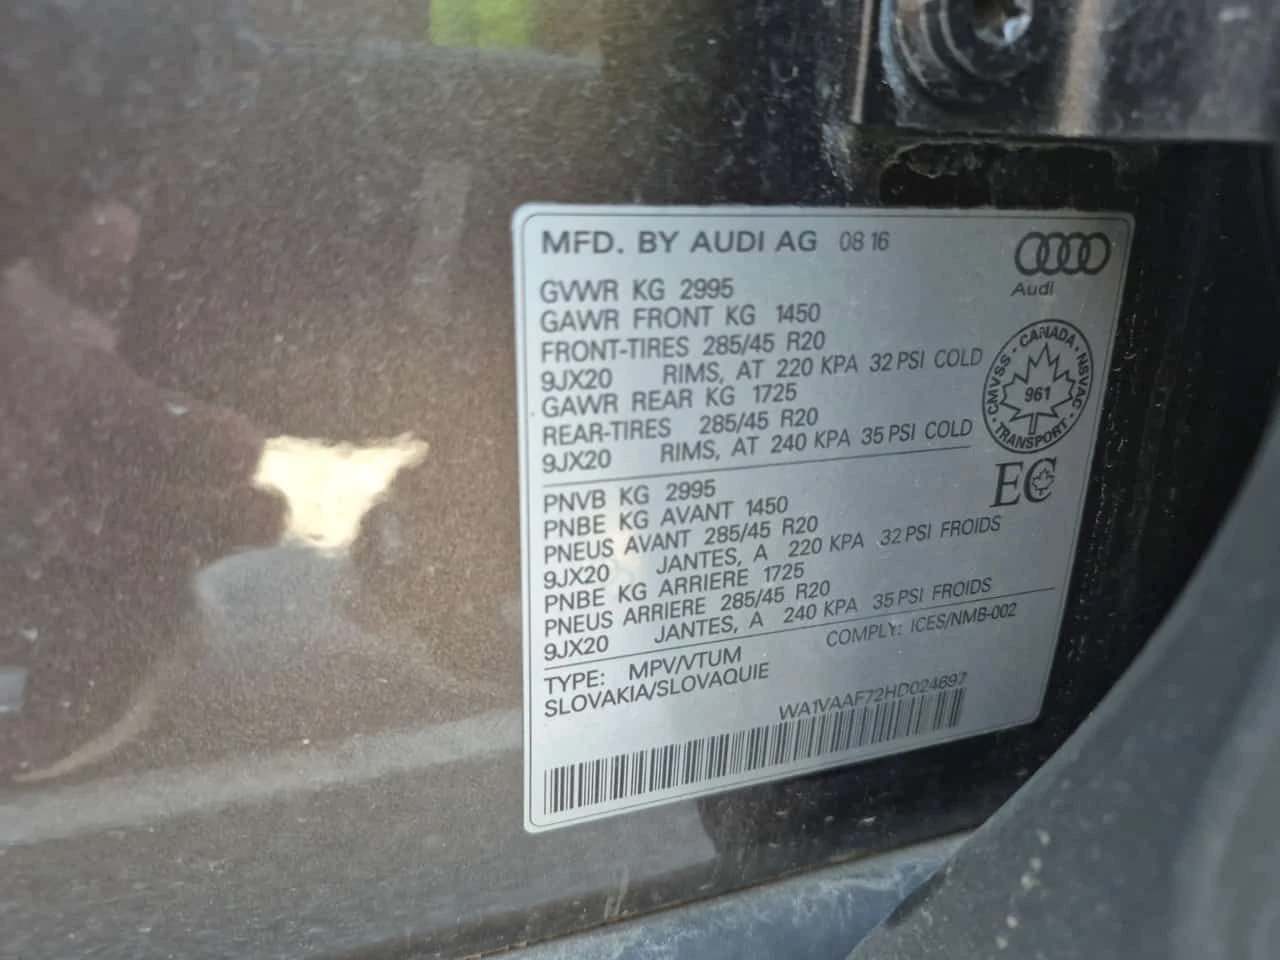 MFD. BY AUDI AG 08 16
Audi
GVWR KG 2995
GAWR FRONT KG 1450
FRONT-TIRES 285/45 R20
9JX20 RIMS, AT 220 KPA 32 PSI COLD
GAWR REAR KG 1725
REAR-TIRES 285/45 R20
9JX20 RIMS, AT 240 KPA 35 PSI COLD
CMVSS · CANADA · NSVAC
961
TRANSPORT
EC
PNVB KG 2995
PNBE KG AVANT 1450
PNEUS AVANT 285/45 R20
9JX20 JANTES, A 220 KPA 32 PSI FROIDS
PNBE KG ARRIERE 1725
PNEUS ARRIERE 285/45 R20
9JX20 JANTES, A 240 KPA 35 PSI FROIDS
TYPE: MPV/VTUM COMPLY: ICES/NMB-002
SLOVAKIA/SLOVAQUIE
WA1VAAF72HD024697